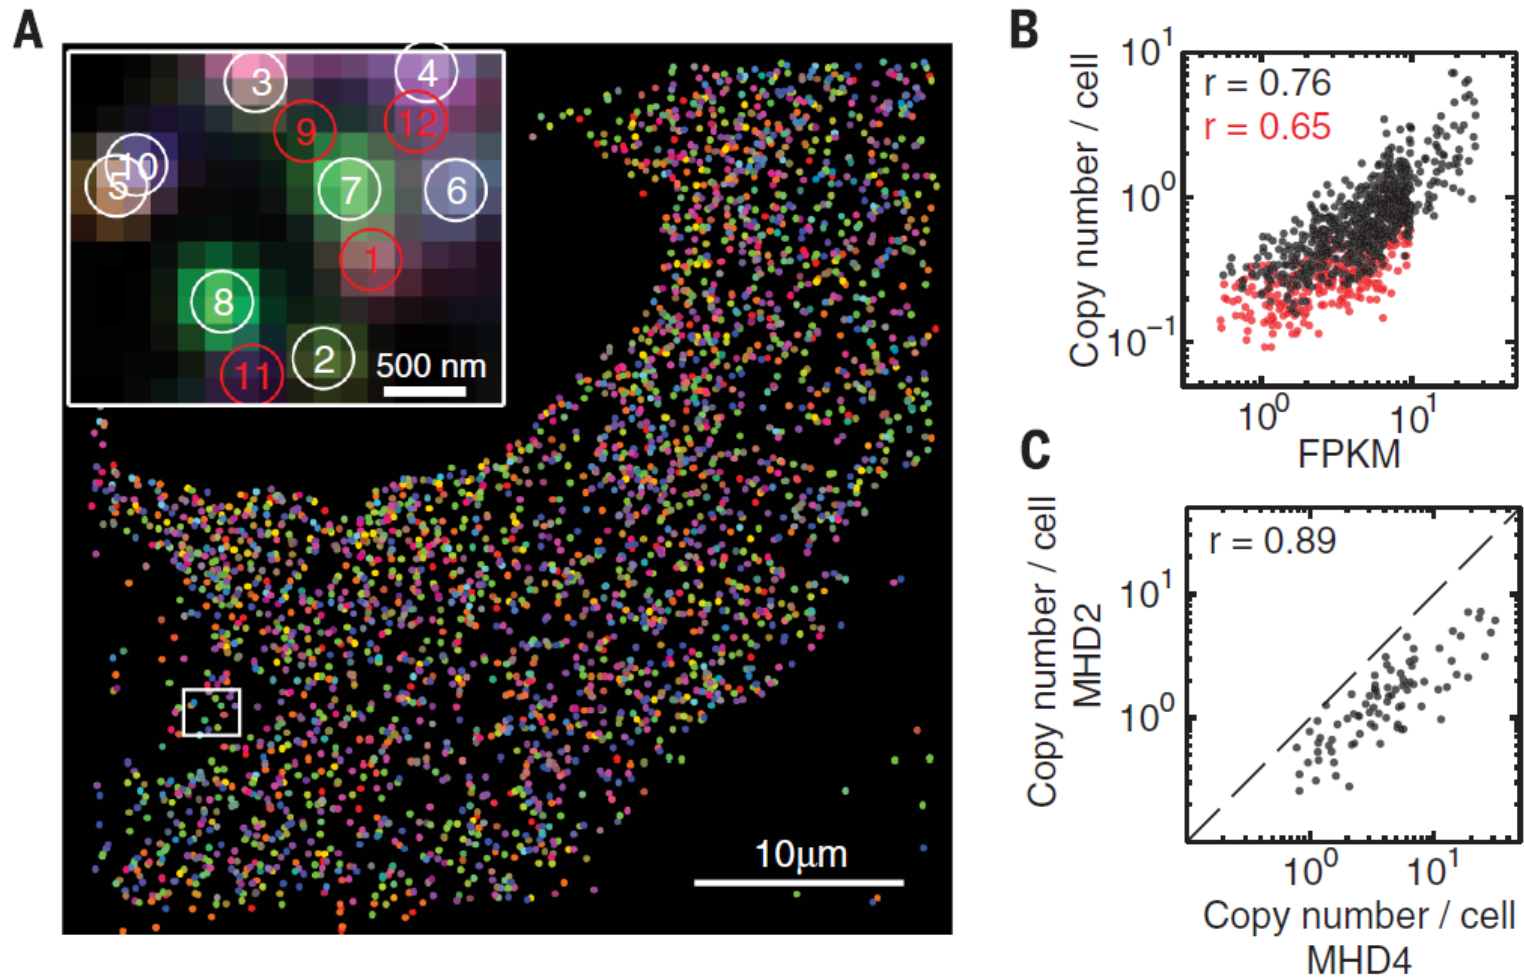 A
3
4
9
12
10
5
7
6
1
8
2
11
500 nm
10μm
B
Copy number / cell
10¹
10⁰
10⁻¹
r = 0.76
r = 0.65
10⁰
10¹
FPKM
C
Copy number / cell
MHD2
r = 0.89
10¹
10⁰
10⁰
10¹
Copy number / cell
MHD4